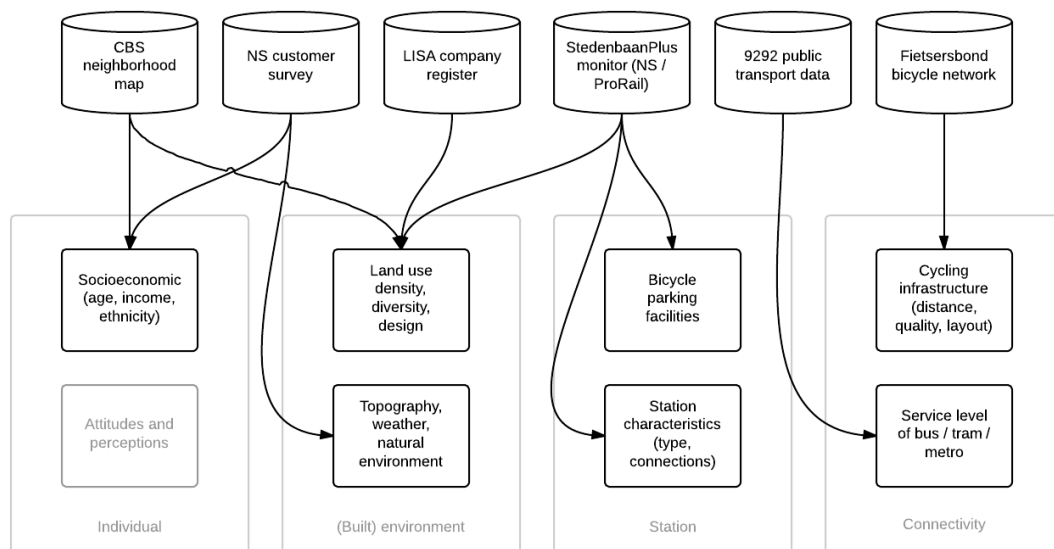 CBS
neighborhood
map
NS customer
survey
LISA company
register
StedenbaanPlus
monitor (NS /
ProRail)
9292 public
transport data
Fietsersbond
bicycle network
Socioeconomic
(age, income,
ethnicity)
Land use
density,
diversity,
design
Bicycle
parking
facilities
Cycling
infrastructure
(distance,
quality, layout)
Attitudes and
perceptions
Topography,
weather,
natural
environment
Station
characteristics
(type,
connections)
Service level
of bus / tram /
metro
Individual
(Built) environment
Station
Connectivity